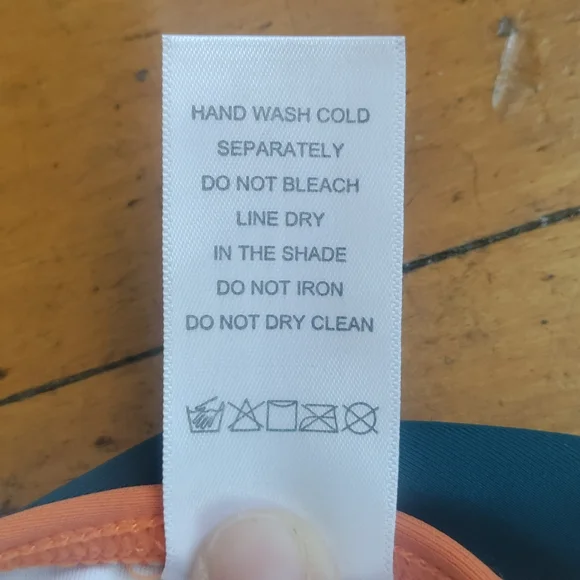 HAND WASH COLD
SEPARATELY
DO NOT BLEACH
LINE DRY
IN THE SHADE
DO NOT IRON
DO NOT DRY CLEAN